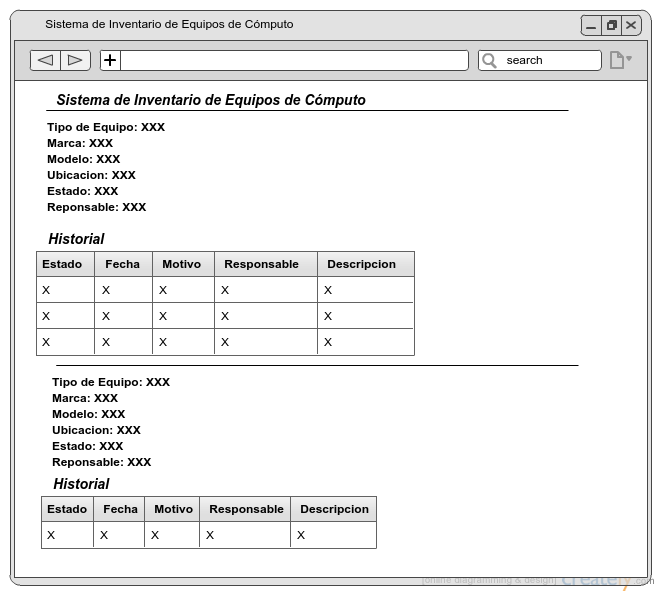 Sistema de Inventario de Equipos de Cómputo
search
Sistema de Inventario de Equipos de Cómputo
Tipo de Equipo: XXX
Marca: XXX
Modelo: XXX
Ubicacion: XXX
Estado: XXX
Reponsable: XXX
Historial
Estado Fecha Motivo Responsable Descripcion
X X X X X
X X X X X
X X X X X
Tipo de Equipo: XXX
Marca: XXX
Modelo: XXX
Ubicacion: XXX
Estado: XXX
Reponsable: XXX
Historial
Estado Fecha Motivo Responsable Descripcion
X X X X X
[online diagramming & design] creately.com